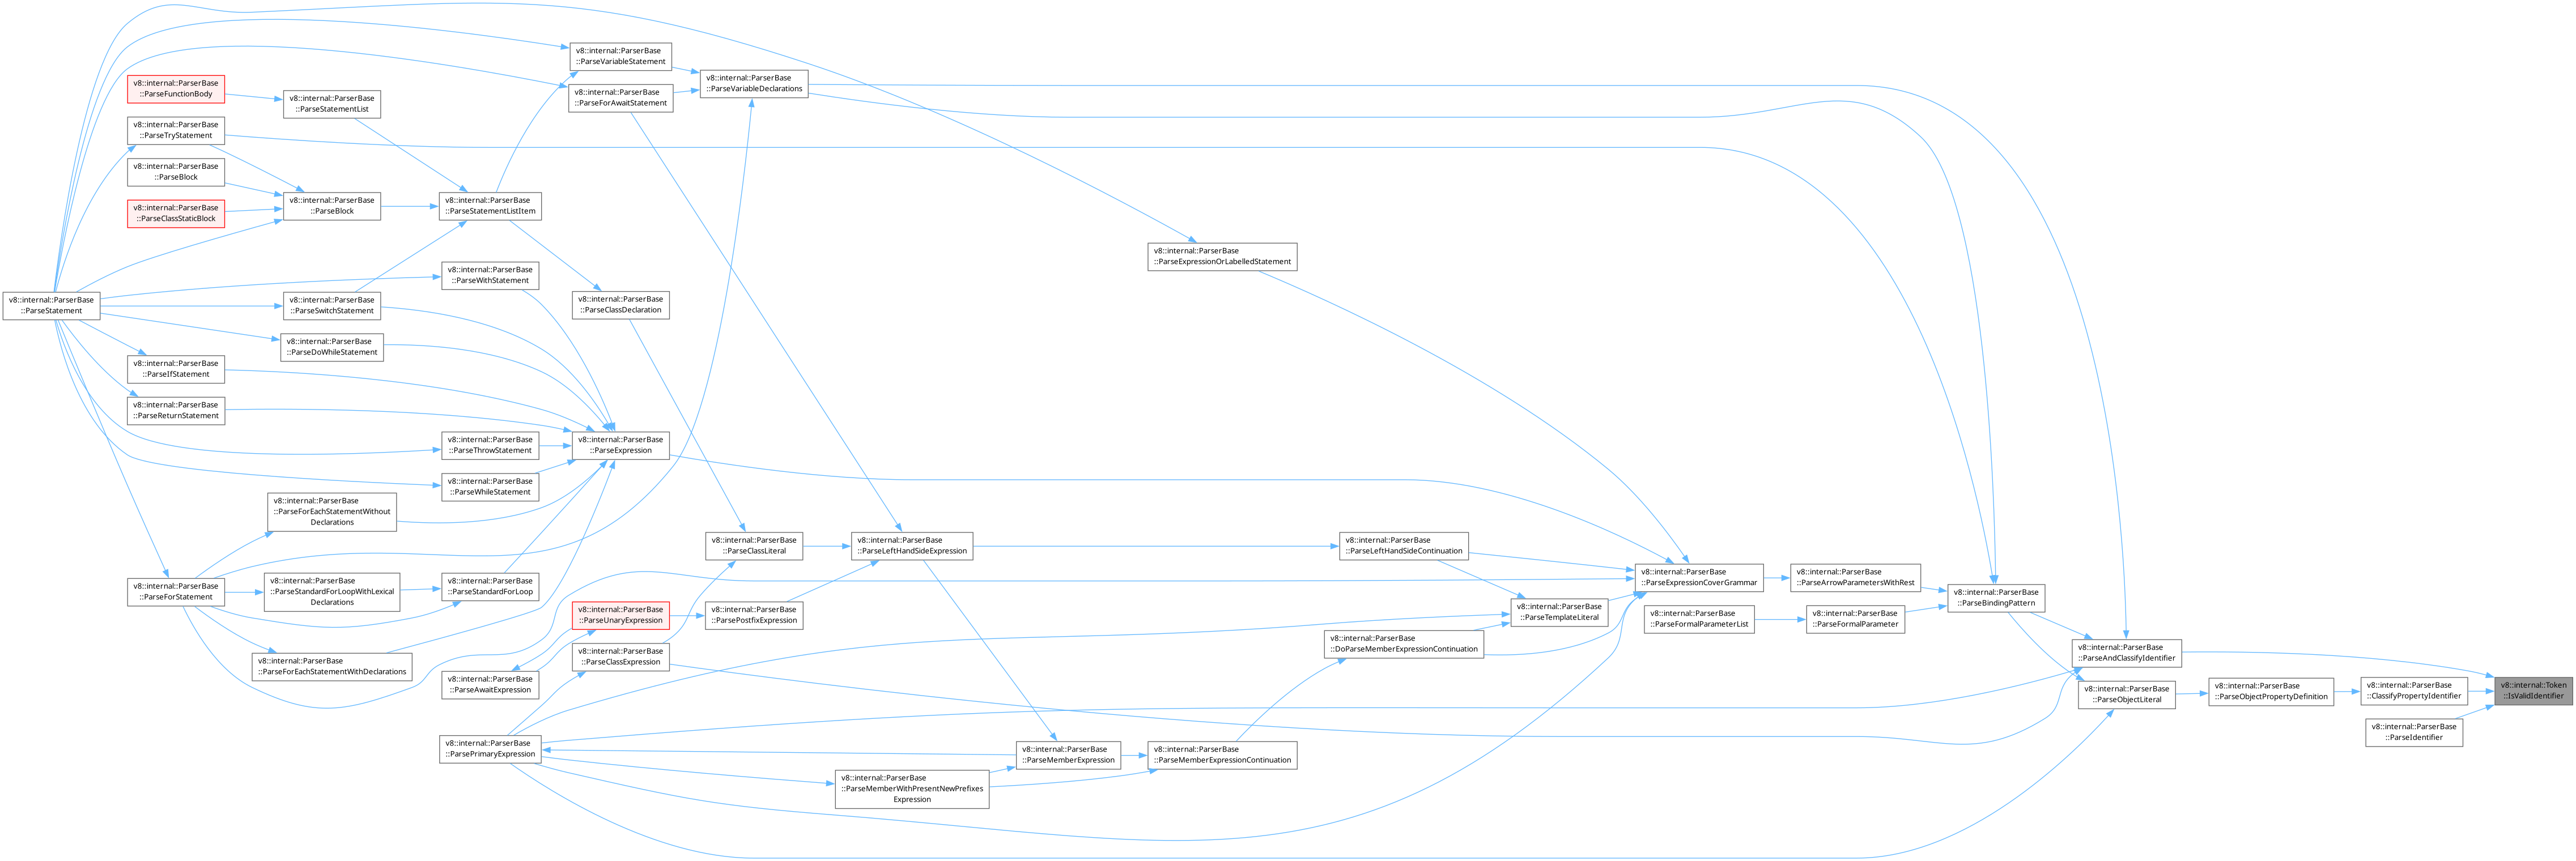 v8::internal::ParserBase
::ParseVariableStatement
v8::internal::ParserBase
::ParseVariableDeclarations
v8::internal::ParserBase
::ParseFunctionBody
v8::internal::ParserBase
::ParseStatementList
v8::internal::ParserBase
::ParseForAwaitStatement
v8::internal::ParserBase
::ParseTryStatement
v8::internal::ParserBase
::ParseBlock
v8::internal::ParserBase
::ParseClassStaticBlock
v8::internal::ParserBase
::ParseBlock
v8::internal::ParserBase
::ParseStatementListItem
v8::internal::ParserBase
::ParseExpressionOrLabelledStatement
v8::internal::ParserBase
::ParseWithStatement
v8::internal::ParserBase
::ParseStatement
v8::internal::ParserBase
::ParseSwitchStatement
v8::internal::ParserBase
::ParseClassDeclaration
v8::internal::ParserBase
::ParseDoWhileStatement
v8::internal::ParserBase
::ParseIfStatement
v8::internal::ParserBase
::ParseReturnStatement
v8::internal::ParserBase
::ParseThrowStatement
v8::internal::ParserBase
::ParseExpression
v8::internal::ParserBase
::ParseWhileStatement
v8::internal::ParserBase
::ParseForEachStatementWithout
Declarations
v8::internal::ParserBase
::ParseClassLiteral
v8::internal::ParserBase
::ParseLeftHandSideExpression
v8::internal::ParserBase
::ParseLeftHandSideContinuation
v8::internal::ParserBase
::ParseExpressionCoverGrammar
v8::internal::ParserBase
::ParseArrowParametersWithRest
v8::internal::ParserBase
::ParseBindingPattern
v8::internal::ParserBase
::ParseForStatement
v8::internal::ParserBase
::ParseStandardForLoopWithLexical
Declarations
v8::internal::ParserBase
::ParseStandardForLoop
v8::internal::ParserBase
::ParseUnaryExpression
v8::internal::ParserBase
::ParsePostfixExpression
v8::internal::ParserBase
::ParseTemplateLiteral
v8::internal::ParserBase
::ParseFormalParameterList
v8::internal::ParserBase
::ParseFormalParameter
v8::internal::ParserBase
::DoParseMemberExpressionContinuation
v8::internal::ParserBase
::ParseAndClassifyIdentifier
v8::internal::ParserBase
::ParseForEachStatementWithDeclarations
v8::internal::ParserBase
::ParseAwaitExpression
v8::internal::ParserBase
::ParseClassExpression
v8::internal::ParserBase
::ParseObjectLiteral
v8::internal::ParserBase
::ParseObjectPropertyDefinition
v8::internal::ParserBase
::ClassifyPropertyIdentifier
v8::internal::Token
::IsValidIdentifier
v8::internal::ParserBase
::ParseIdentifier
v8::internal::ParserBase
::ParsePrimaryExpression
v8::internal::ParserBase
::ParseMemberExpression
v8::internal::ParserBase
::ParseMemberExpressionContinuation
v8::internal::ParserBase
::ParseMemberWithPresentNewPrefixes
Expression